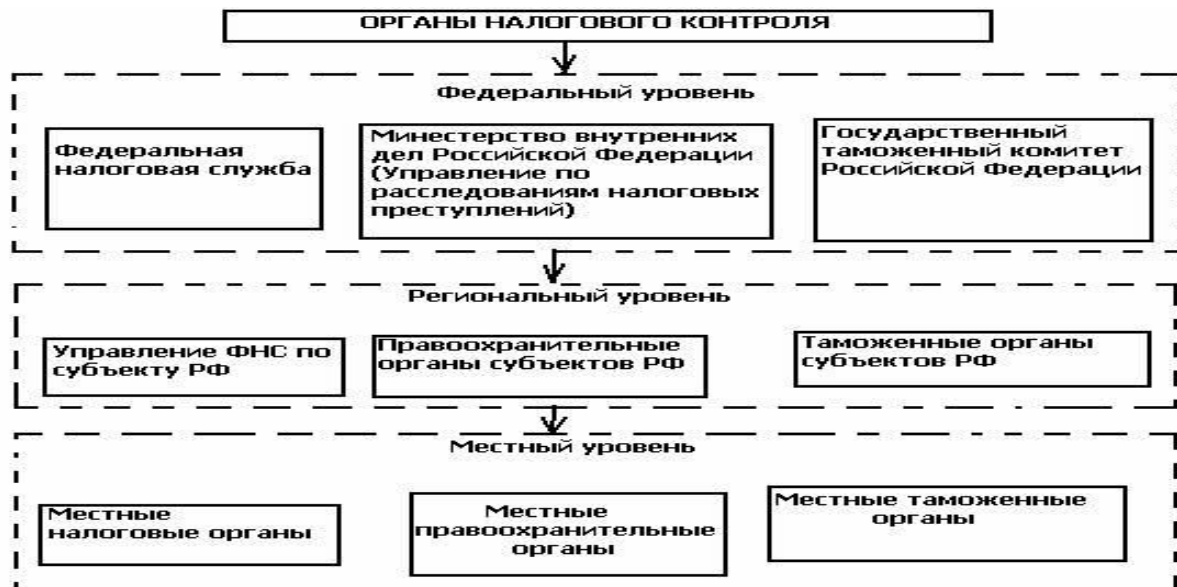 ОРГАНЫ НАЛОГОВОГО КОНТРОЛЯ
Федеральный уровень
Федеральная
налоговая служба
Минестерство внутренних
дел Российской Федерации
(Управление по
расследованиям налоговых
преступлений)
Государственный
таможенный комитет
Российской Федерации
Региональный уровень
Управление ФНС по
субъекту РФ
Правоохранительные
органы субъектов РФ
Таможенные органы
субъектов РФ
Местный уровень
Местные
налоговые органы
Местные
правоохранительные
органы
Местные таможенные
органы